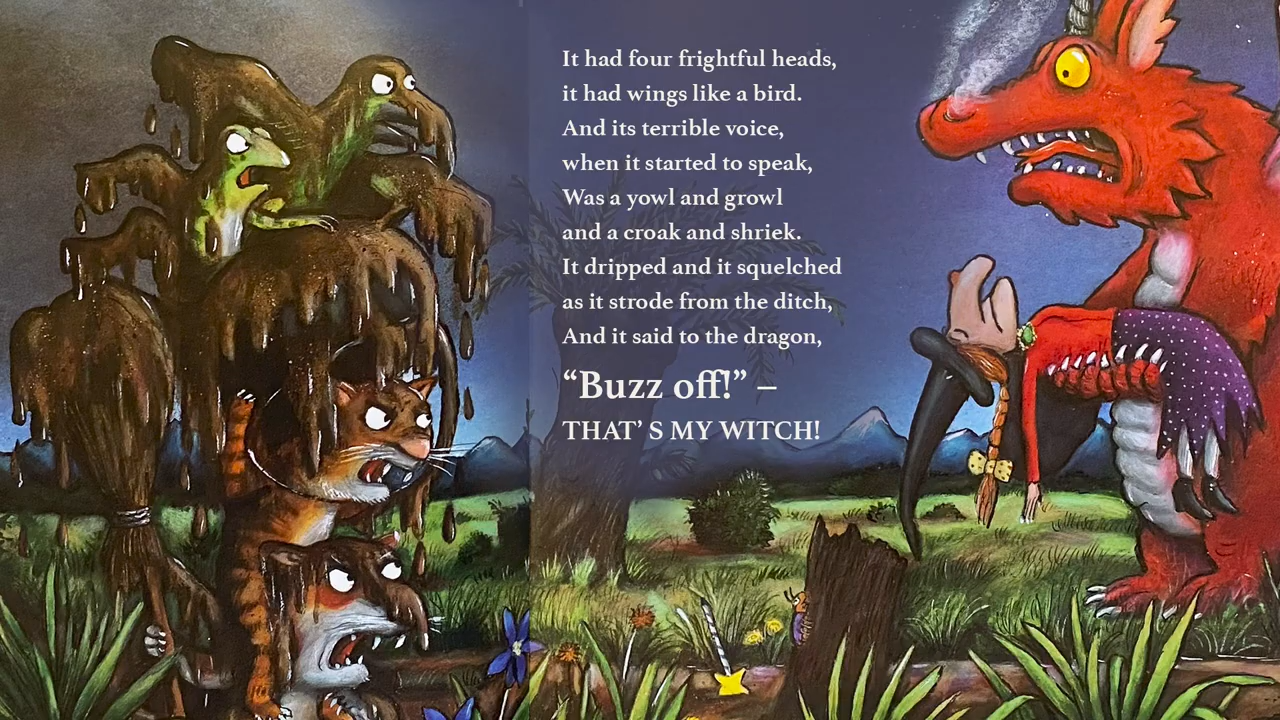 It had four frightful heads,
it had wings like a bird.
And its terrible voice,
when it started to speak,
Was a yowl and growl
and a croak and shriek.
It dripped and it squelched
as it strode from the ditch,
And it said to the dragon,
“Buzz off!” –
THAT’ S MY WITCH!